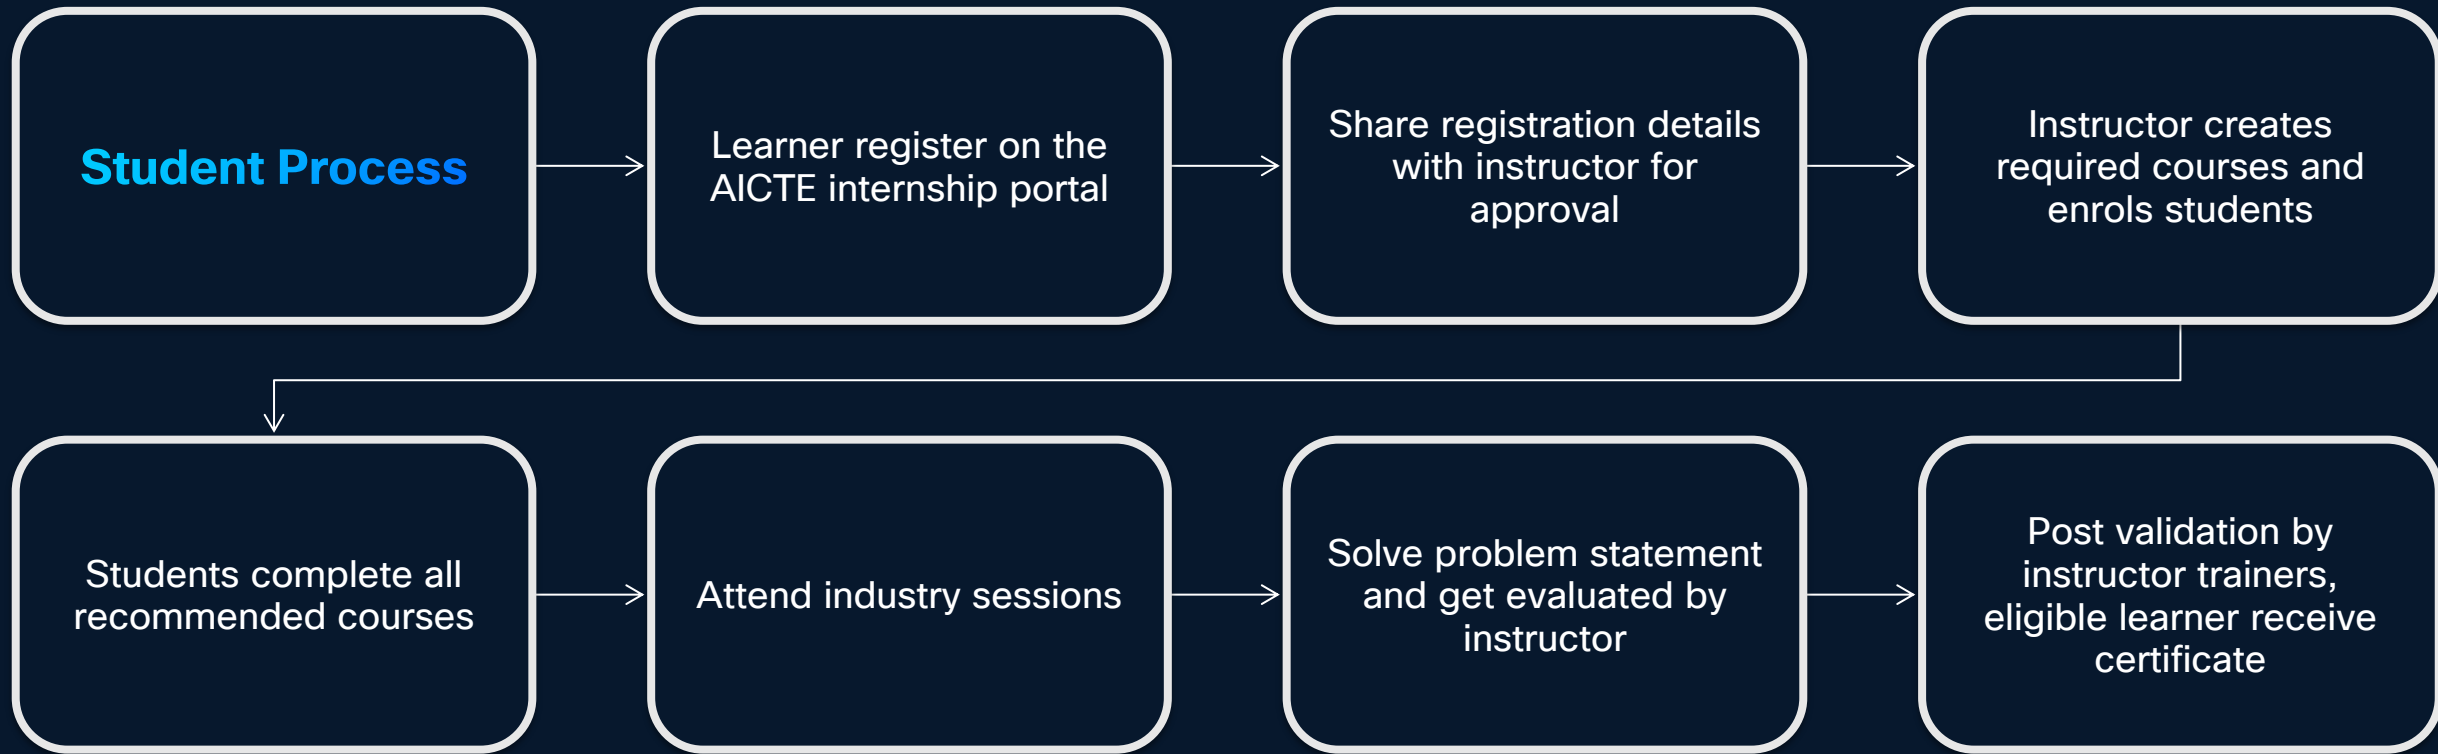 Student Process
Learner register on the
AICTE internship portal
Share registration details
with instructor for
approval
Instructor creates
required courses and
enrols students
Students complete all
recommended courses
Attend industry sessions
Solve problem statement
and get evaluated by
instructor
Post validation by
instructor trainers,
eligible learner receive
certificate